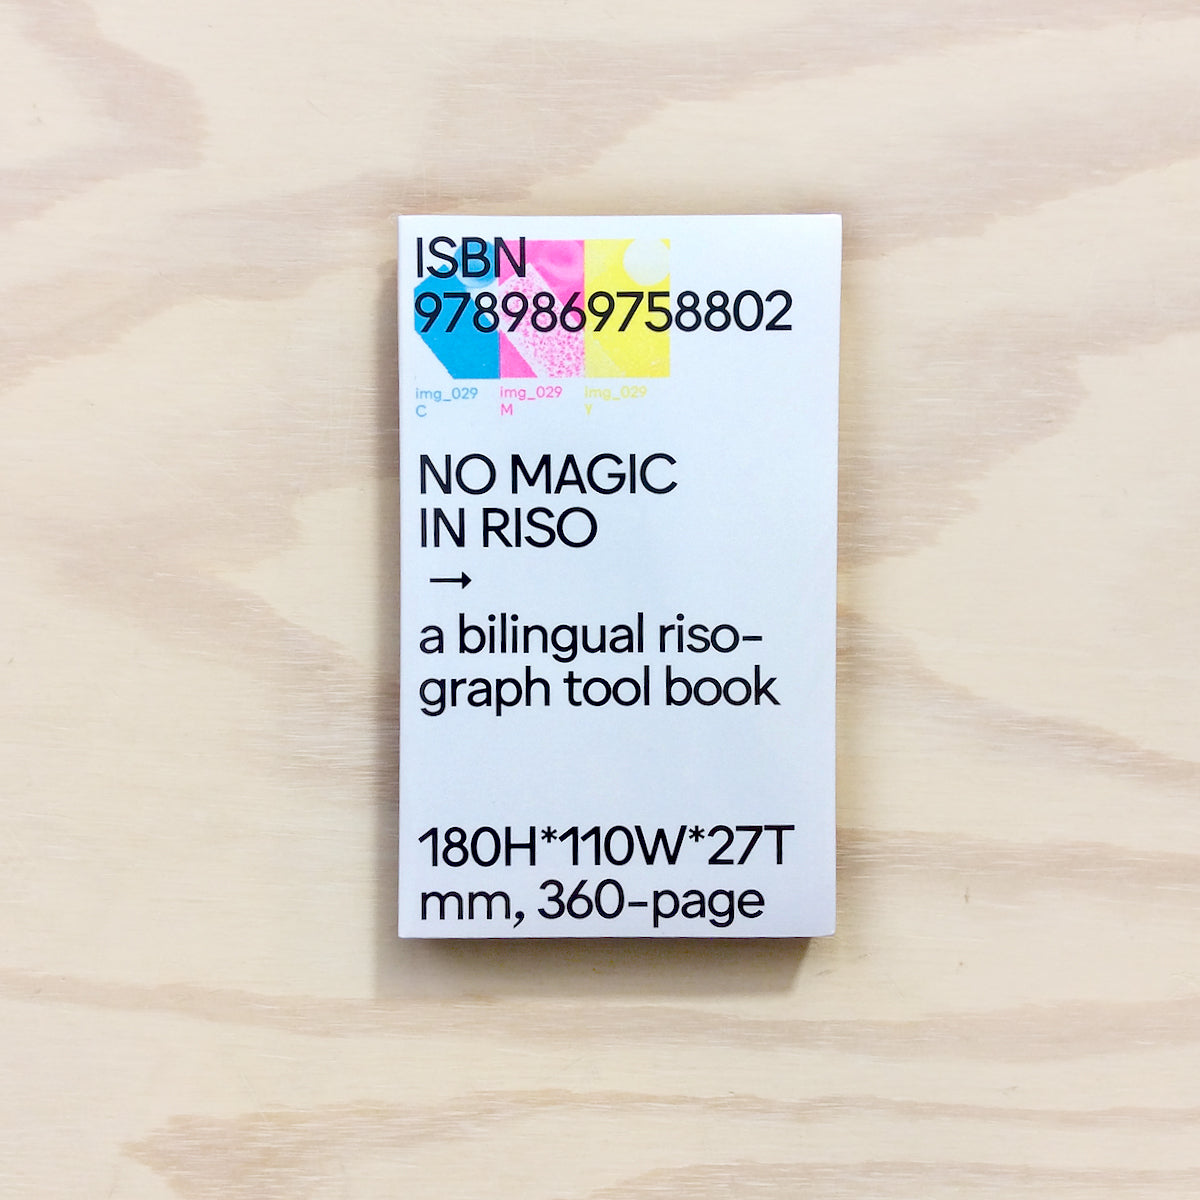 ISBN
9789869758802
img_029 img_029 img_029
C M Y
NO MAGIC
IN RISO
→
a bilingual riso-
graph tool book
180H*110W*27T
mm, 360-page